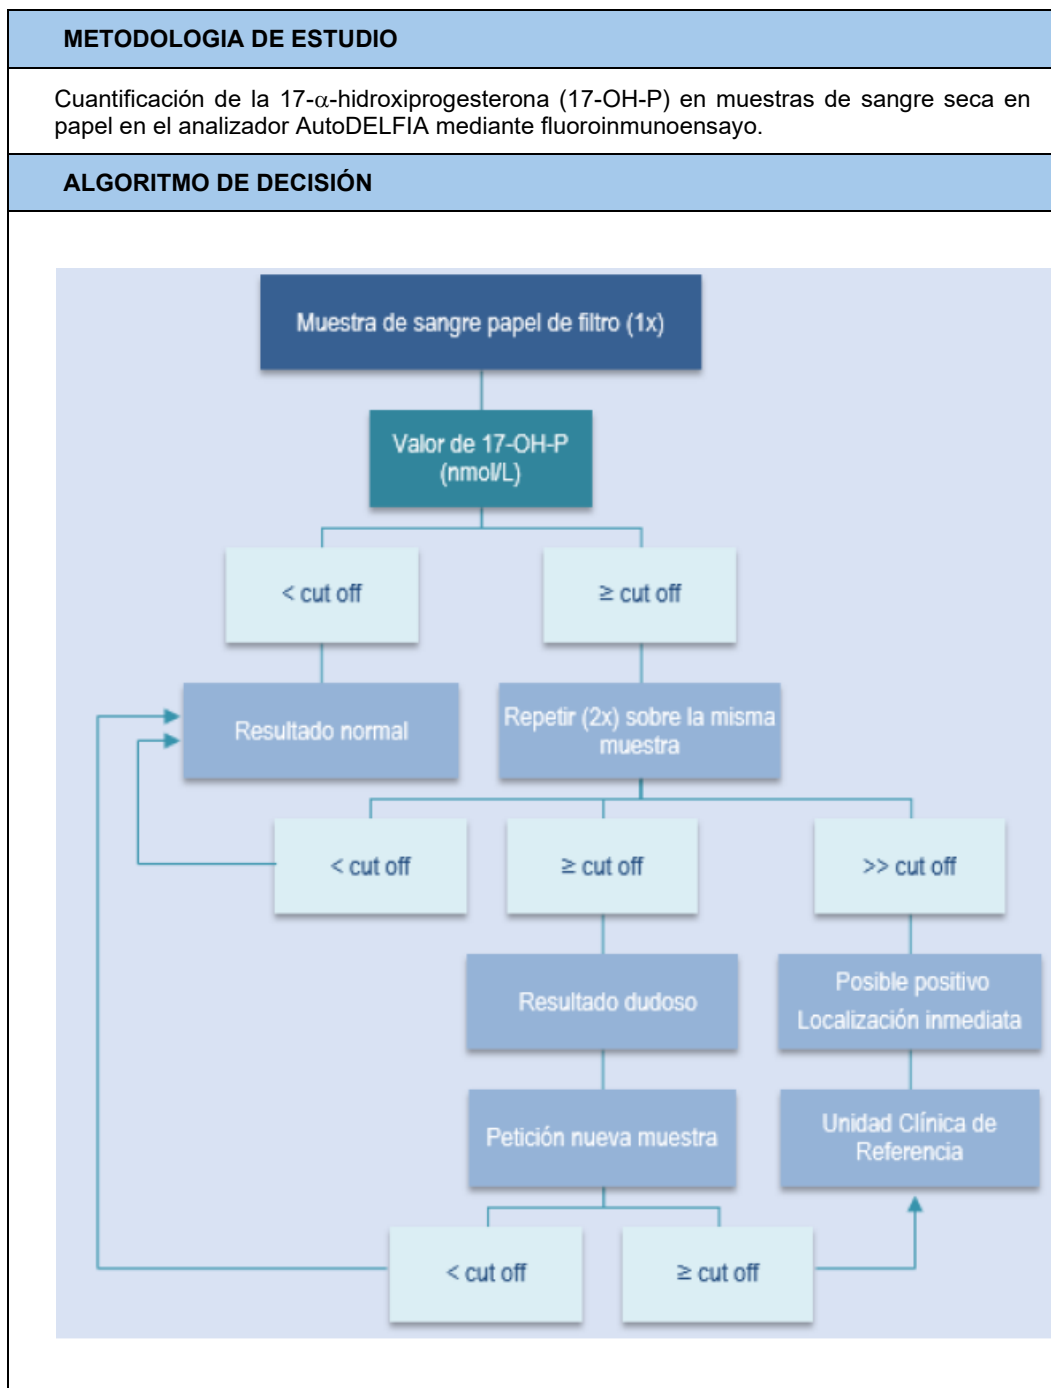 METODOLOGIA DE ESTUDIO
Cuantificación de la 17-α-hidroxiprogesterona (17-OH-P) en muestras de sangre seca en
papel en el analizador AutoDELFIA mediante fluoroinmunoensayo.
ALGORITMO DE DECISIÓN
Muestra de sangre papel de filtro (1x)
Valor de 17-OH-P
(nmol/L)
< cut off
≥ cut off
Resultado normal
Repetir (2x) sobre la misma
muestra
< cut off
≥ cut off
>> cut off
Resultado dudoso
Posible positivo
Localización inmediata
Petición nueva muestra
Unidad Clínica de
Referencia
< cut off
≥ cut off